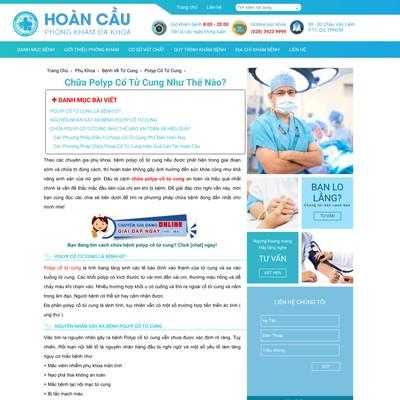 Trang chủ | Liên hệ
HOÀN CẦU
PHÒNG KHÁM ĐA KHOA
Giờ khám bệnh 8:00 - 20:00
Tất cả các ngày trong tuần
Hotline sức khỏe
(028) 3923 9999
80 - 82 Châu Văn Liêm
P.11, Q5, TPHCM
DANH MỤC BỆNH
GIỚI THIỆU PHÒNG KHÁM
CƠ SỞ VẬT CHẤT
QUY TRÌNH KHÁM BỆNH
ĐỊA CHỈ KHÁM BỆNH
Liên hệ
Trang Chủ › Phụ Khoa › Bệnh Về Tử Cung › Polyp Cổ Tử Cung ›
Chữa Polyp Cổ Tử Cung Như Thế Nào?
DANH MỤC BÀI VIẾT
POLYP CỔ TỬ CUNG LÀ BỆNH GÌ?
NGUYÊN NHÂN GÂY RA BỆNH POLYP CỔ TỬ CUNG
CHỮA POLYP CỔ TỬ CUNG NHƯ THẾ NÀO AN TOÀN VÀ HIỆU QUẢ?
Các Phương Pháp Điều Trị Polyp Cổ Tử Cung Phổ Biến Hiện Nay
Các Phương Pháp Chữa Polyp Cổ Tử Cung Hiệu Quả Cao Tại Hoàn Cầu
Theo các chuyên gia phụ khoa, bệnh polyp cổ tử cung nếu được phát hiện trong giai đoạn
sớm và chữa trị đúng cách, thì hoàn toàn không gây ảnh hưởng đến sức khỏe cũng như khả
năng sinh sản của nữ giới. Đâu là cách chữa polyp cổ tử cung an toàn và hiệu quả nhất
chính là vấn đề thắc mắc đầu tiên của chị em khi bị bệnh. Để giải đáp cho nghi vấn này, mời
bạn cùng đọc các chia sẻ bên dưới để tìm ra phương pháp chữa bệnh đúng đắn nhất cho
mình nhé!
CHUYÊN GIA ĐANG ONLINE
GIẢI ĐÁP NGAY
Bạn đang tìm cách chữa bệnh polyp cổ tử cung? Click [chat] ngay!
POLYP CỔ TỬ CUNG LÀ BỆNH GÌ?
Polyp cổ tử cung là tình trạng tăng sinh các tế bào dính vào thành của tử cung và sa vào
buồng tử cung. Các khối polyp có kích thước từ vài mm đến vài cm, thường màu hồng và dễ
chảy máu khi chạm vào. Nhiều trường hợp khối u có cuống và thò ra ngoài cổ tử cung và nằm
trong âm đạo. Người bệnh có thể sờ hay cảm nhận được.
Đa phần polyp cổ tử cung là lành tính, tuy nhiên vẫn có một số trường hợp tiến triển ác tính (
ung thư ).
NGUYÊN NHÂN GÂY RA BỆNH POLYP CỔ TỬ CUNG
Việc tìm ra nguyên nhân gây ra bệnh Polyp cổ tử cung vẫn chưa được xác định rõ ràng. Tuy
nhiên, Rối loạn nội tiết tố là nguyên nhân hàng đầu bị nghi ngờ và một số yếu tố làm tăng
nguy cơ mắc bệnh như:
+ Mắc viêm nhiễm phụ khoa mãn tính
+ Nạo phá thai không an toàn
+ Mắc bệnh lạc nội mạc tử cung
+ Bị tắc mạch máu
BẠN LO
LẮNG?
Chúng tôi bên cạnh bạn
Ngưng hoang mang
Hãy lắng nghe
TƯ VẤN
LIÊN HỆ CHÚNG TÔI
Họ Tên
Điện Thoại
Triệu chứng
GỬI